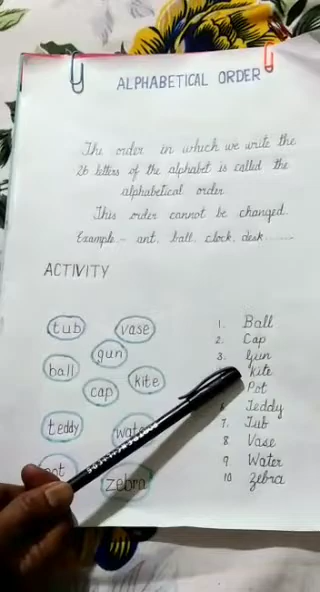 ALPHABETICAL ORDER
The order in which we write the
26 letters of the alphabet is called the
alphabetical order
This order cannot be changed.
Example - ant, ball, clock, desk.......
ACTIVITY
tub
vase
gun
ball
kite
cap
teddy
zebra
1. Ball
2. Cap
3. Gun
Kite
Pot
6. Teddy
7. Tub
8 Vase
9. Water
10 Zebra